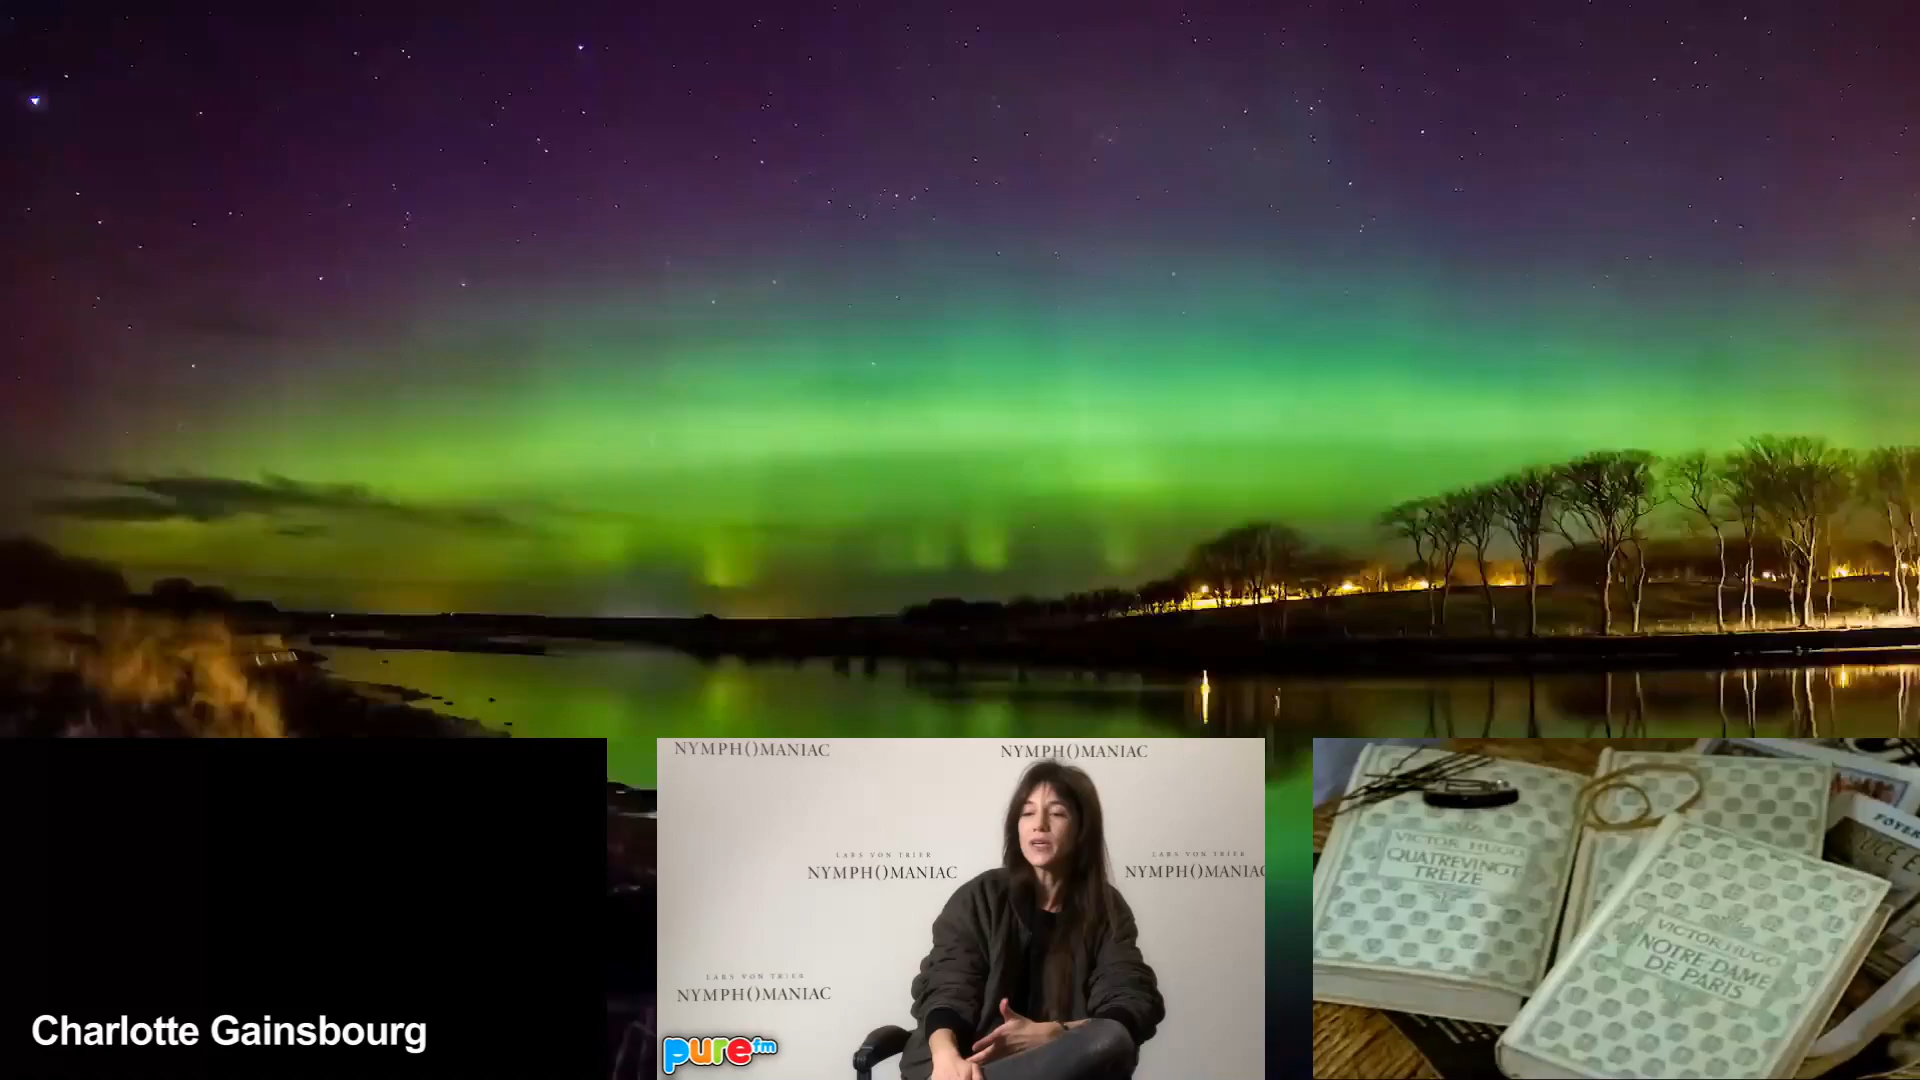 Charlotte Gainsbourg
NYMPH()MANIAC
NYMPH()MANIAC
LARS VON TRIER
NYMPH()MANIAC
LARS VON TRIER
NYMPH()MANIAC
LARS VON TRIER
NYMPH()MANIAC
pure fm
VICTOR HUGO
QUATREVINGT
TREIZE
VICTOR HUGO
NOTRE-DAME
DE PARIS